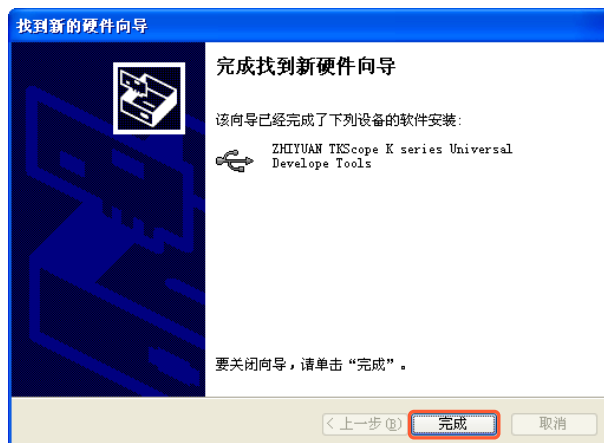 找到新的硬件向导
完成找到新硬件向导
该向导已经完成了下列设备的软件安装:
ZHIYUAN TKScope K series Universal
Develope Tools
要关闭向导，请单击“完成”。
< 上一步(B) 完成 取消